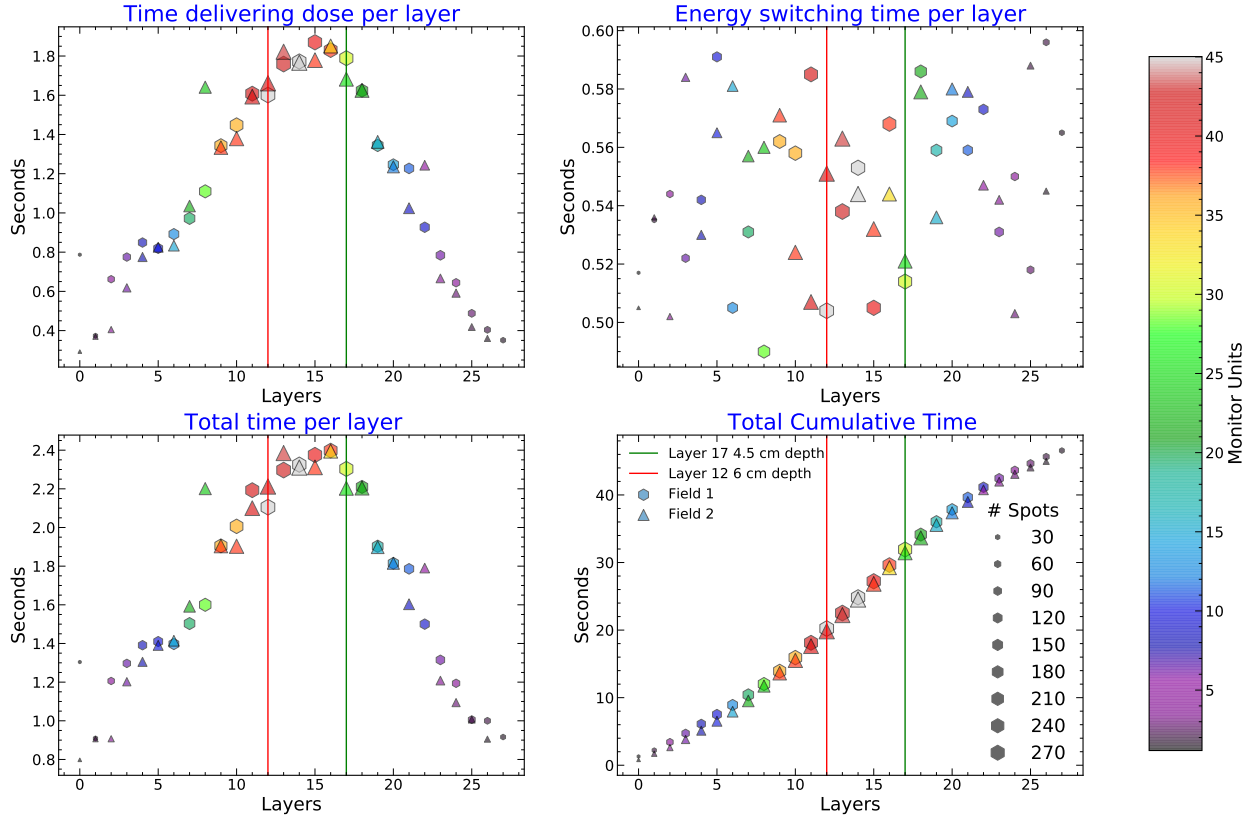 Time delivering dose per layer
Energy switching time per layer
1.8
1.6
1.4
1.2
1.0
0.8
0.6
0.4
Seconds
0 5 10 15 20 25
Layers
0.60
0.58
0.56
0.54
0.52
0.50
Seconds
0 5 10 15 20 25
Layers
Total time per layer
Total Cumulative Time
2.4
2.2
2.0
1.8
1.6
1.4
1.2
1.0
0.8
Seconds
0 5 10 15 20 25
Layers
40
30
20
10
0
Seconds
Layer 17 4.5 cm depth
Layer 12 6 cm depth
Field 1
Field 2
# Spots
30
60
90
120
150
180
210
240
270
0 5 10 15 20 25
Layers
45
40
35
30
25
20
15
10
5
Monitor Units